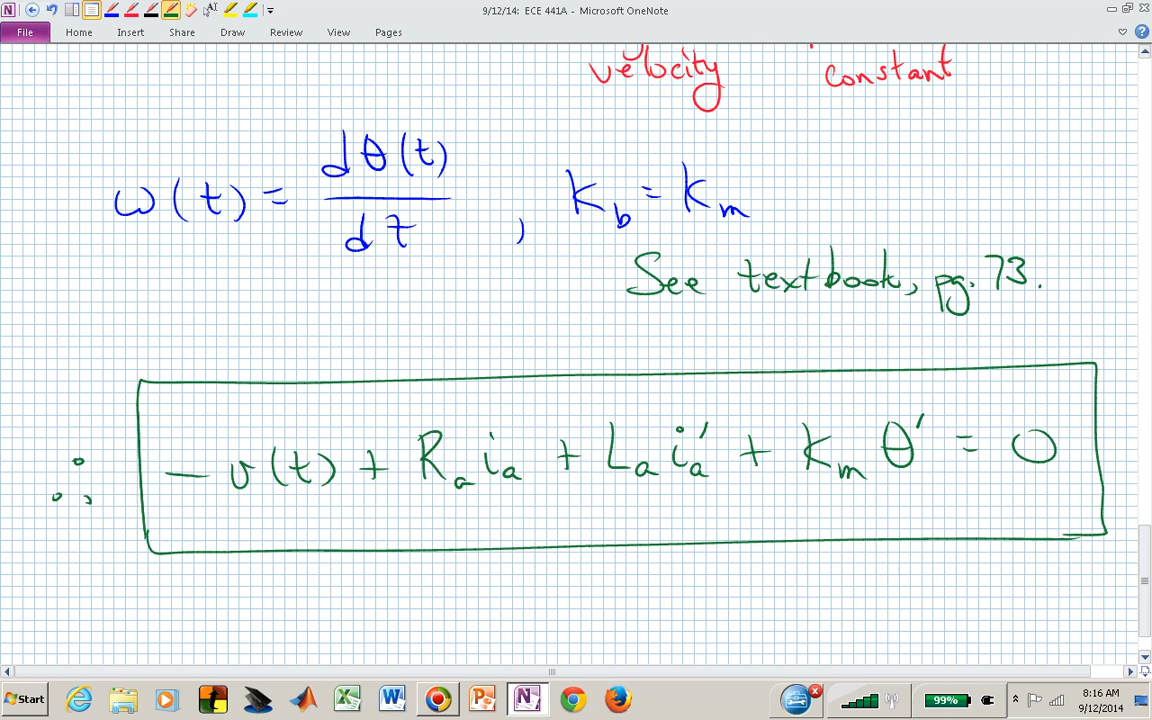 9/12/14: ECE 441A - Microsoft OneNote
File Home Insert Share Draw Review View Pages
velocity constant
ω(t) = dθ(t)/dt , K_b = K_m
See textbook, pg. 73.
∴ -v(t) + R_a i_a + L_a i_a' + K_m θ' = 0
Start 99% 8:16 AM
9/12/2014